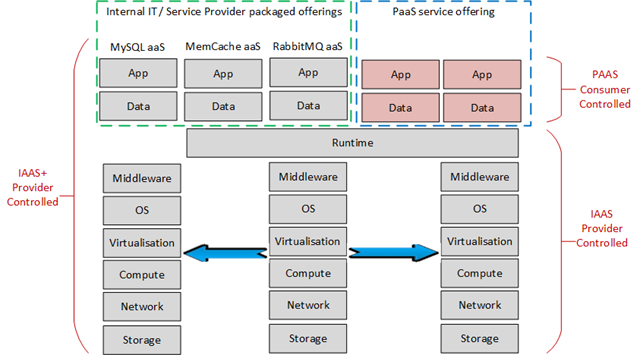 Internal IT / Service Provider packaged offerings
PaaS service offering
MySQL aaS
MemCache aaS
RabbitMQ aaS
App
App
App
App
App
Data
Data
Data
Data
Data
PAAS
Consumer
Controlled
Runtime
IAAS+
Provider
Controlled
IAAS
Provider
Controlled
Middleware
Middleware
Middleware
OS
OS
OS
Virtualisation
Virtualisation
Virtualisation
Compute
Compute
Compute
Network
Network
Network
Storage
Storage
Storage